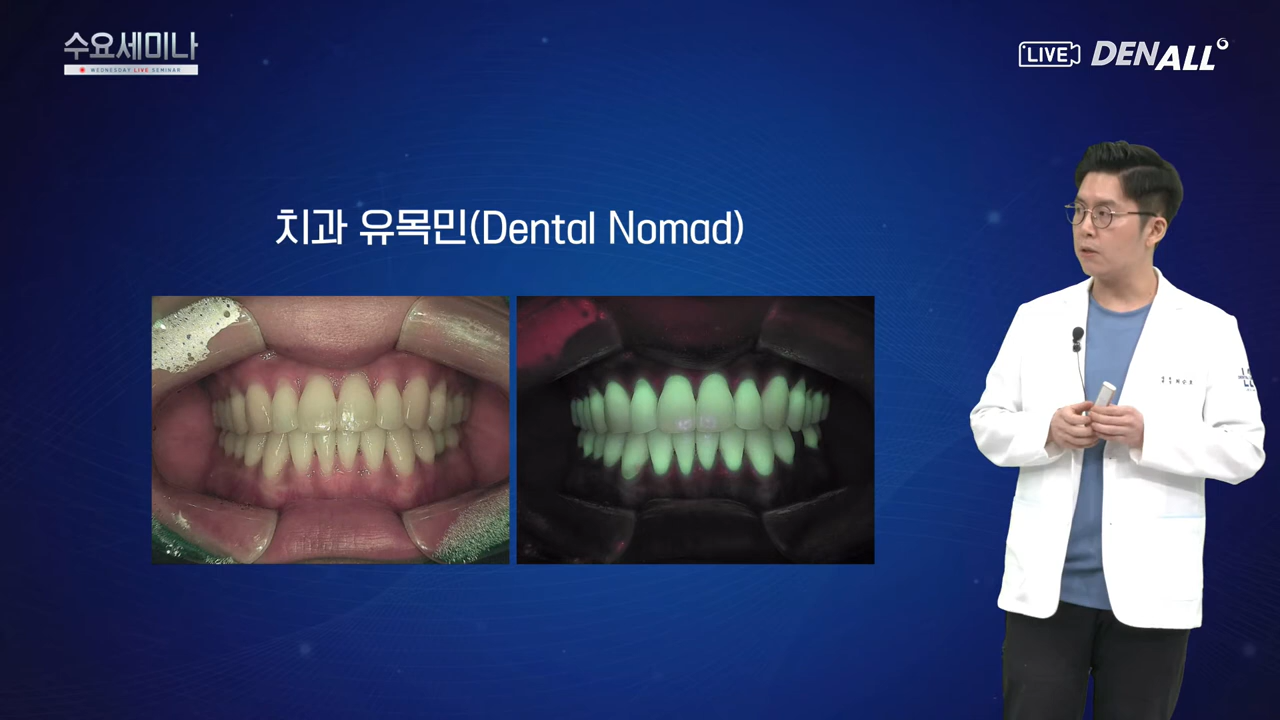 수요세미나
WEDNESDAY LIVE SEMINAR
LIVE DENALL
치과 유목민(Dental Nomad)